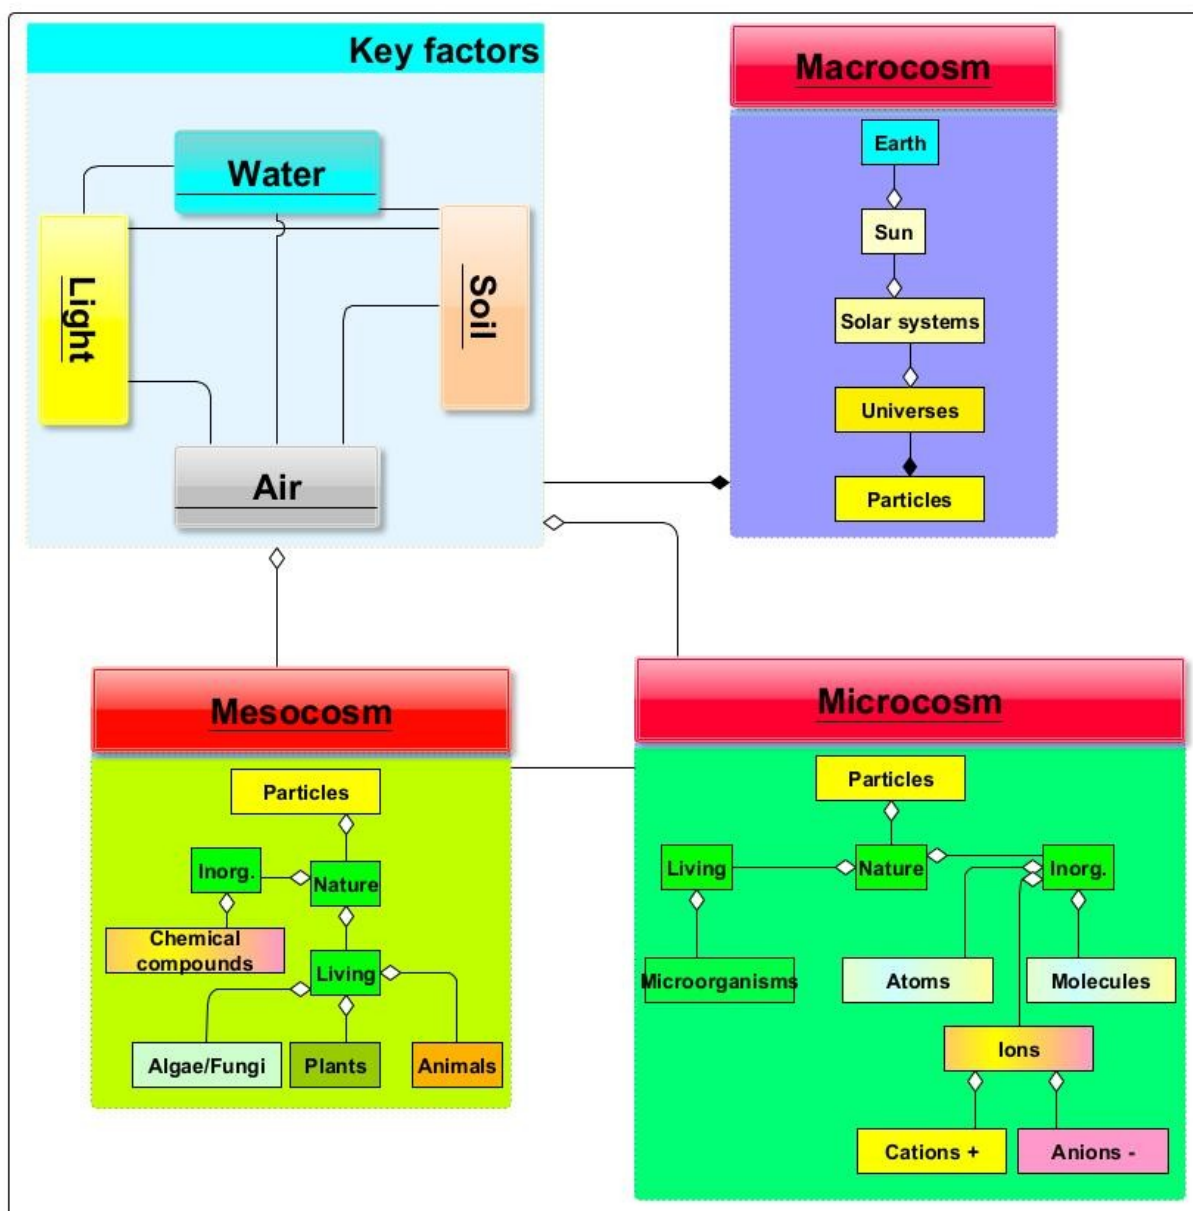 Key factors
Water
Light
Soil
Air
Macrocosm
Earth
Sun
Solar systems
Universes
Particles
Mesocosm
Particles
Inorg.
Nature
Chemical
compounds
Living
Algae/Fungi
Plants
Animals
Microcosm
Particles
Living
Nature
Inorg.
Microorganisms
Atoms
Molecules
Ions
Cations +
Anions -